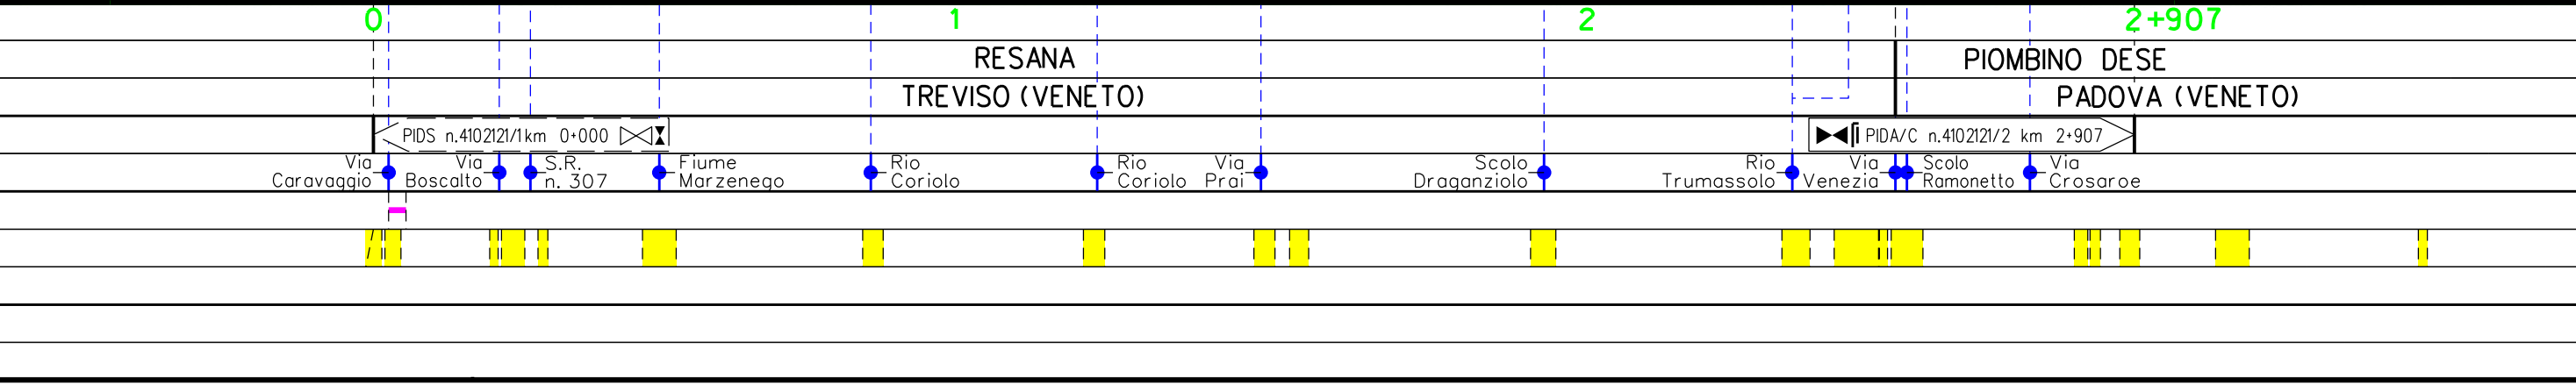 0 1 2 2+907
RESANA PIOMBINO DESE
TREVISO (VENETO) PADOVA (VENETO)
PIDS n.4102121/1 km 0+000 PIDA/C n.4102121/2 km 2+907
Via Via S.R. Fiume Rio Rio Via Scolo Rio Via Scolo Via
Caravaggio Boscalto n. 307 Marzenego Coriolo Coriolo Prai Draganziolo Trumassolo Venezia Ramonetto Crosaroe